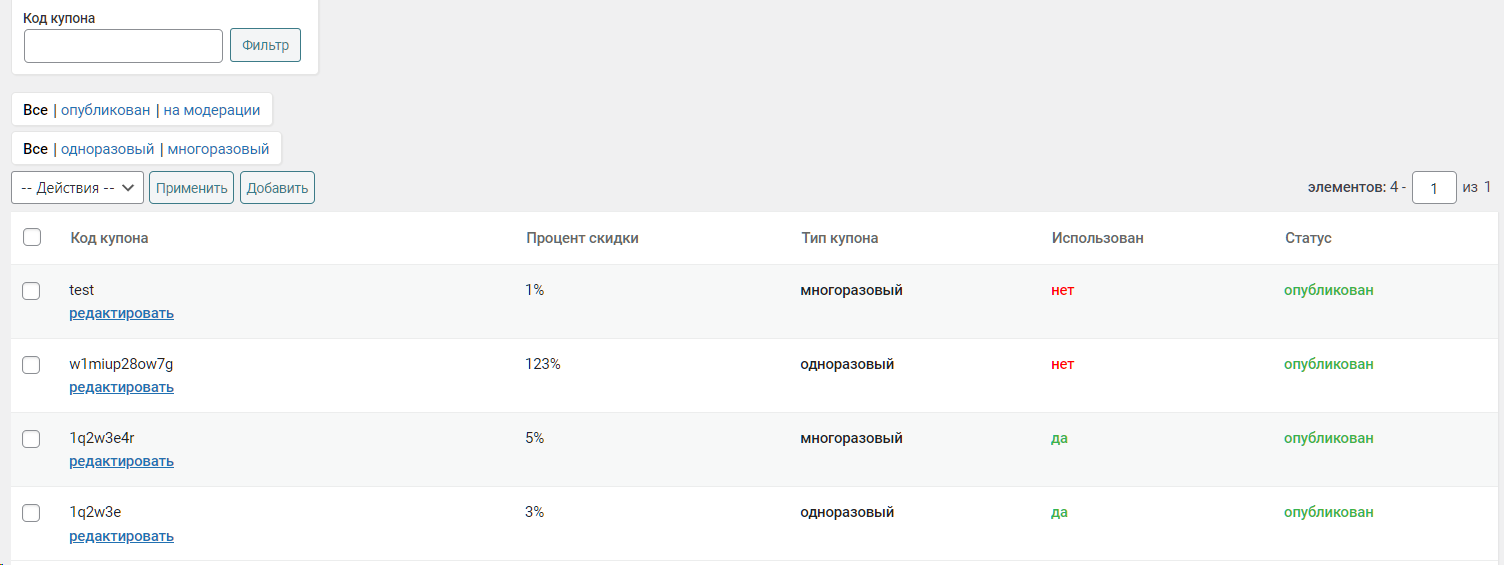 Код купона
Фильтр
Все | опубликован | на модерации
Все | одноразовый | многоразовый
-- Действия -- Применить Добавить элементов: 4 - 1 из 1
Код купона Процент скидки Тип купона Использован Статус
test 1% многоразовый нет опубликован
редактировать
w1miup28ow7g 123% одноразовый нет опубликован
редактировать
1q2w3e4r 5% многоразовый да опубликован
редактировать
1q2w3e 3% одноразовый да опубликован
редактировать